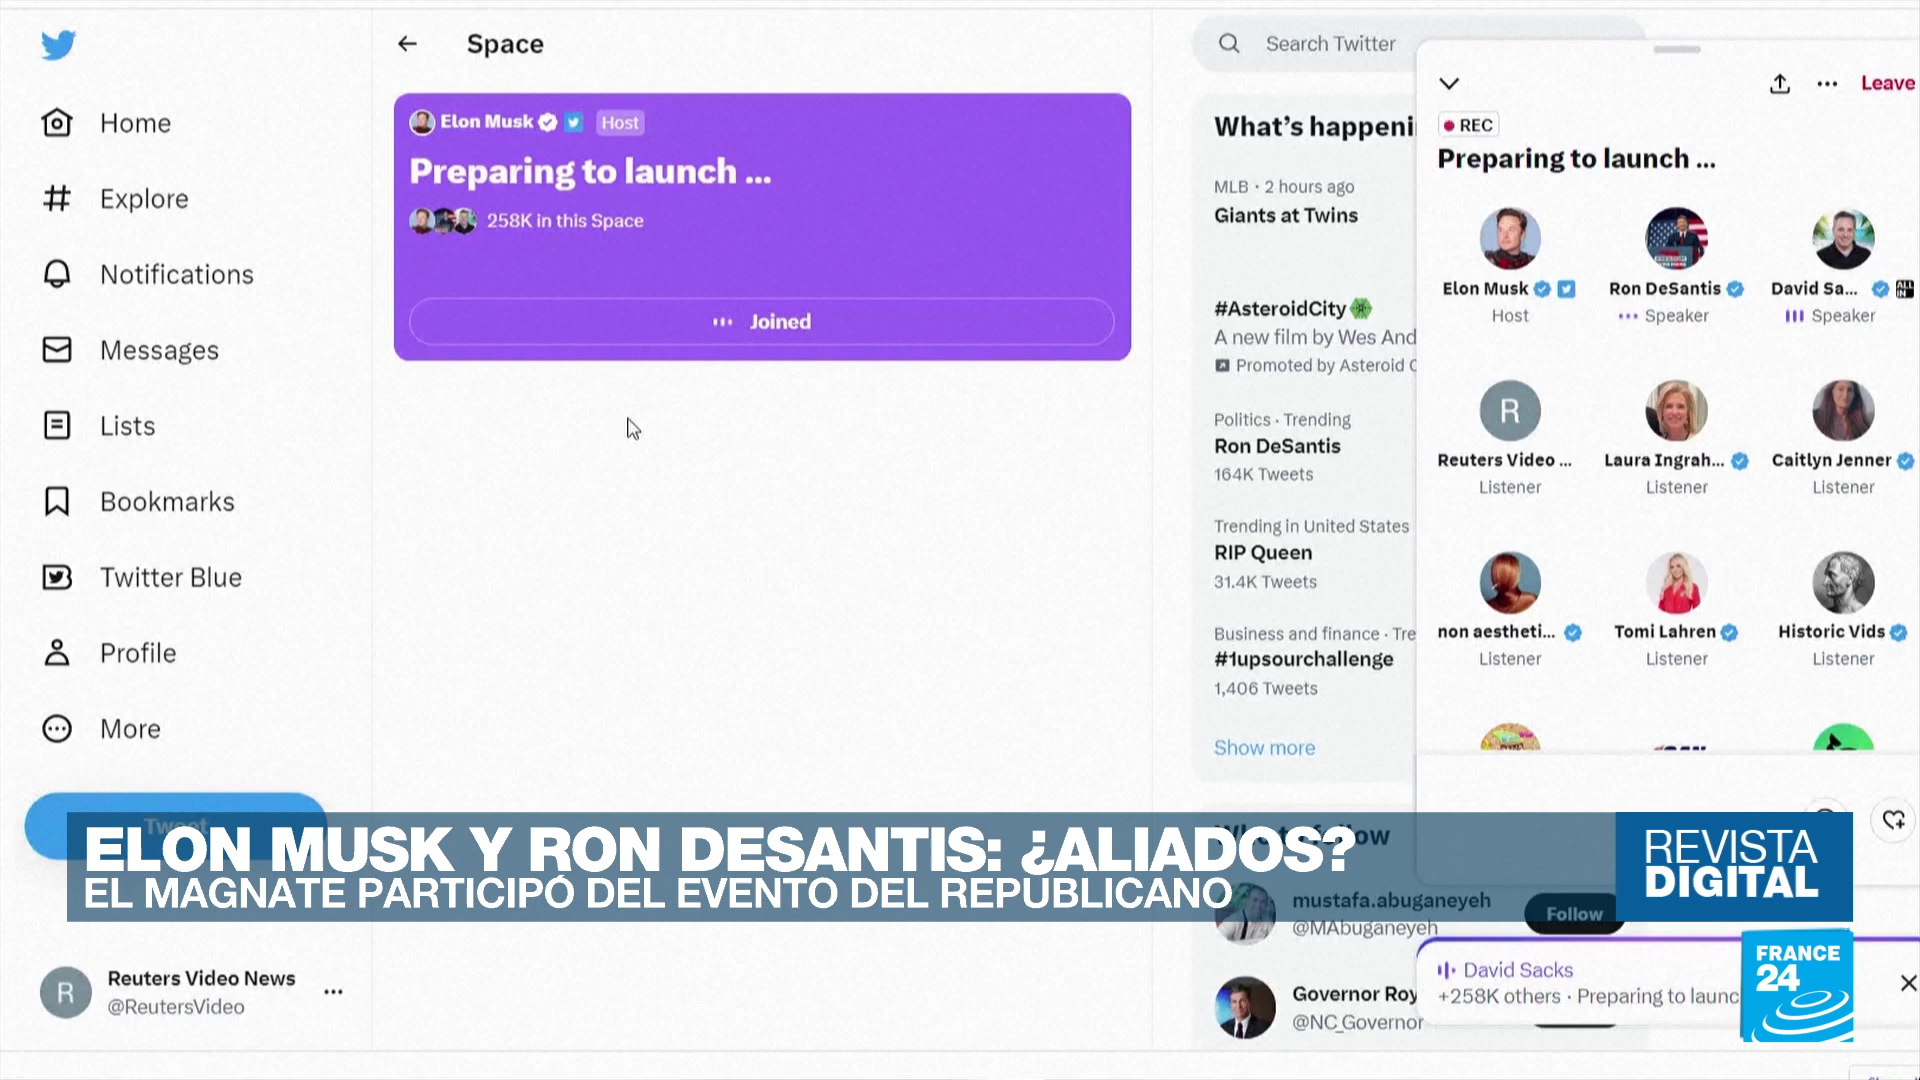 Home
Explore
Notifications
Messages
Lists
Bookmarks
Twitter Blue
Profile
More
Tweet
R
Reuters Video News
@ReutersVideo
Space
Elon Musk
Host
Preparing to launch ...
258K in this Space
Joined
Search Twitter
What's happeni
MLB · 2 hours ago
Giants at Twins
#AsteroidCity
A new film by Wes And
Promoted by Asteroid C
Politics · Trending
Ron DeSantis
164K Tweets
Trending in United States
RIP Queen
31.4K Tweets
Business and finance · Tre
#1upsourchallenge
1,406 Tweets
Show more
mustafa.abuganeyeh
@MAbuganeyeh
Follow
Governor Roy
@NC_Governor
Leave
REC
Preparing to launch ...
Elon Musk
Host
Ron DeSantis
Speaker
David Sa...
ALL IN
Speaker
R
Reuters Video ...
Listener
Laura Ingrah...
Listener
Caitlyn Jenner
Listener
non aestheti...
Listener
Tomi Lahren
Listener
Historic Vids
Listener
David Sacks
+258K others · Preparing to launc
ELON MUSK Y RON DESANTIS: ¿ALIADOS?
EL MAGNATE PARTICIPÓ DEL EVENTO DEL REPUBLICANO
REVISTA
DIGITAL
FRANCE
24